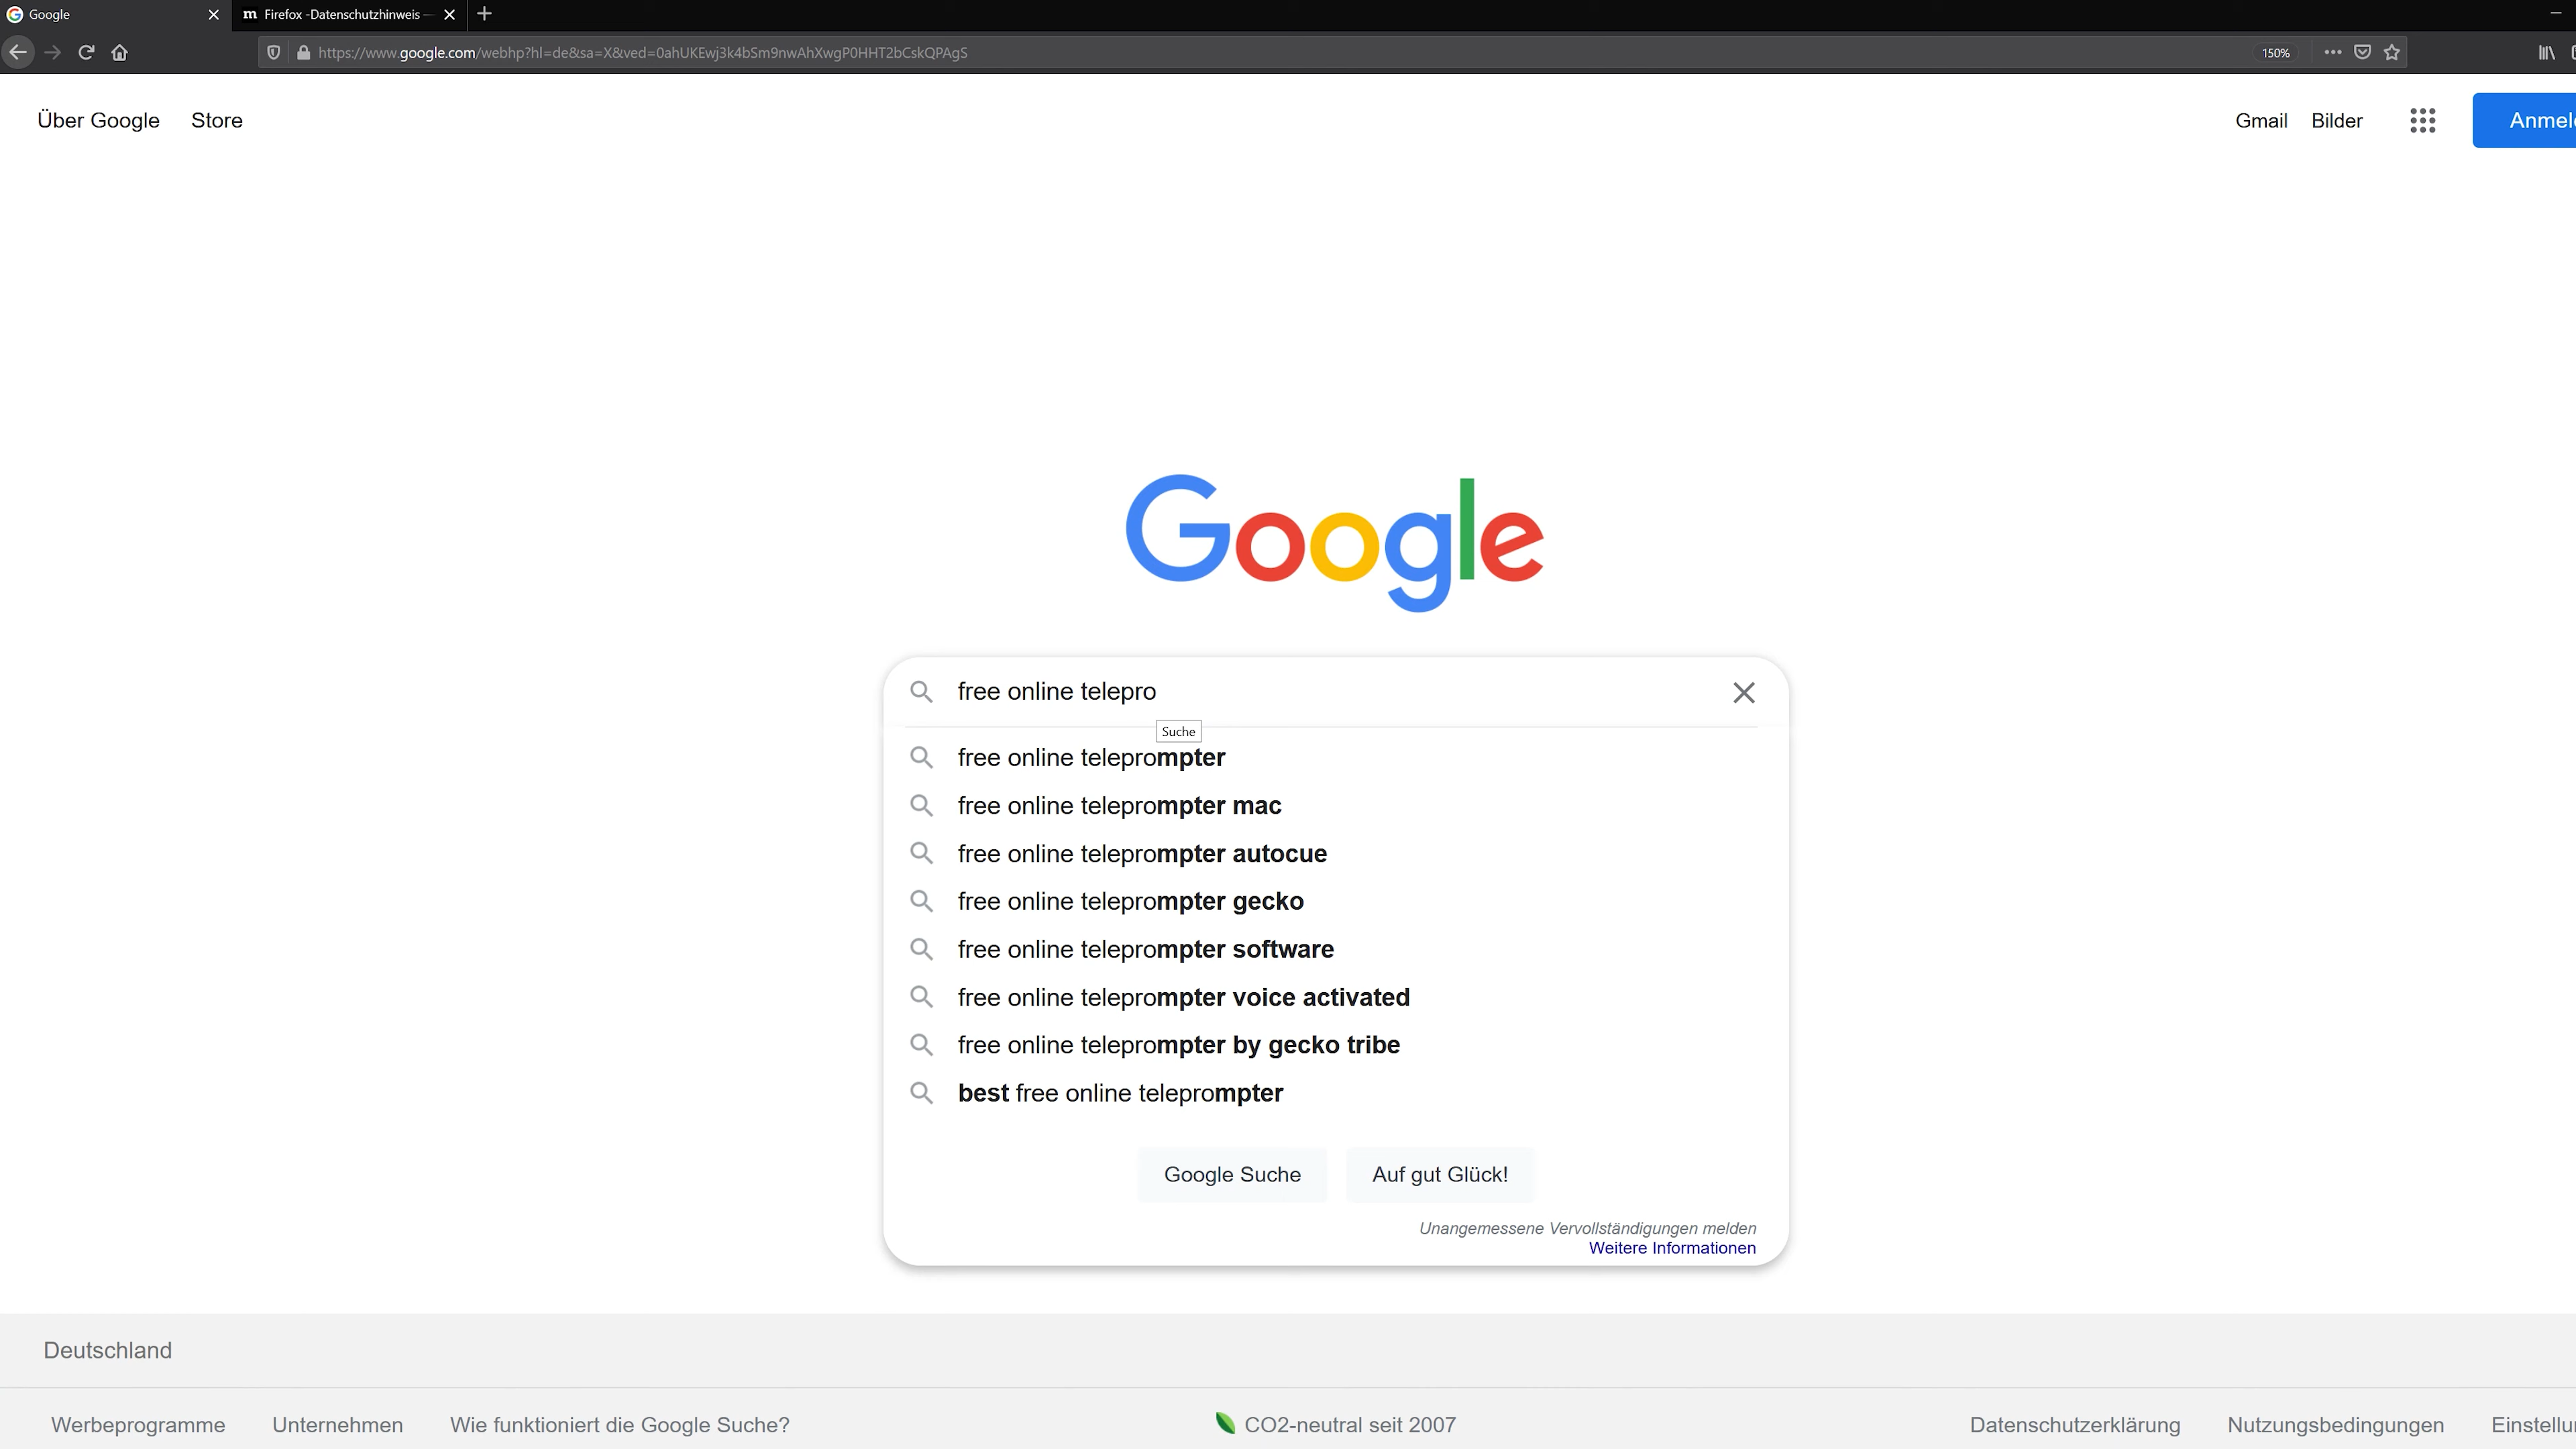 Google
m Firefox -Datenschutzhinweis —
https://www.google.com/webhp?hl=de&sa=X&ved=0ahUKEwj3k4bSm9nwAhXwgP0HHT2bCskQPAgS
150%
Über Google Store
Gmail Bilder
Anmel
Google
free online telepro
Suche
free online teleprompter
free online teleprompter mac
free online teleprompter autocue
free online teleprompter gecko
free online teleprompter software
free online teleprompter voice activated
free online teleprompter by gecko tribe
best free online teleprompter
Google Suche
Auf gut Glück!
Unangemessene Vervollständigungen melden
Weitere Informationen
Deutschland
Werbeprogramme Unternehmen Wie funktioniert die Google Suche? CO2-neutral seit 2007 Datenschutzerklärung Nutzungsbedingungen Einstellu